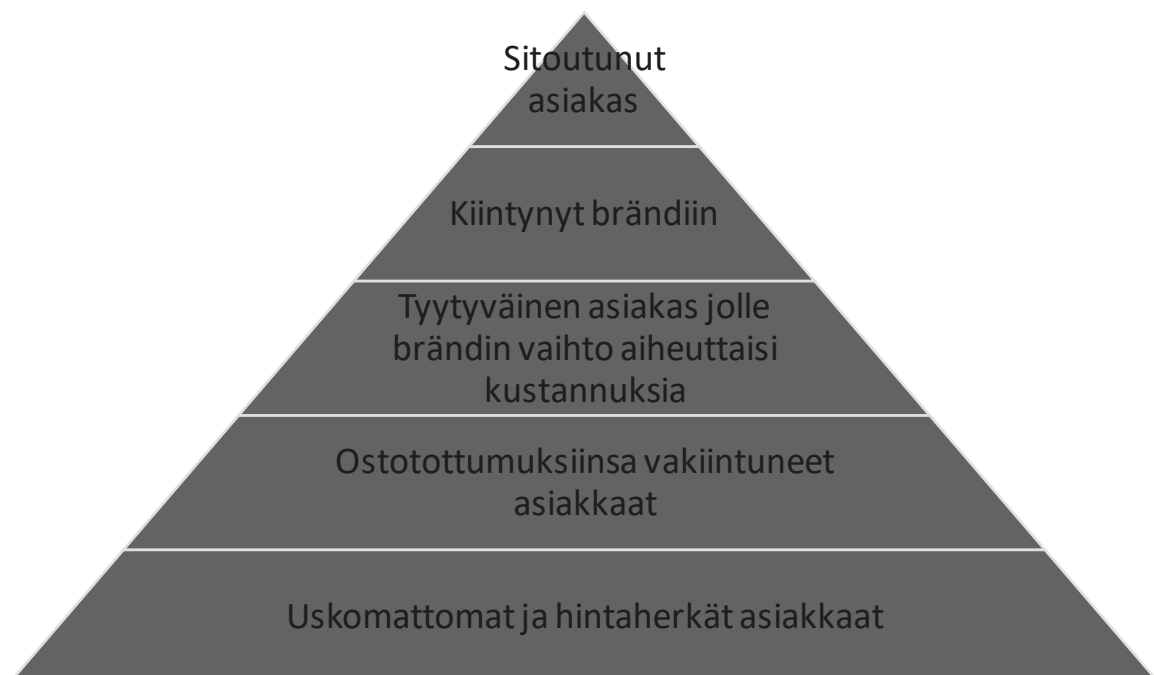 Sitoutunut
asiakas
Kiintynyt brändiin
Tyytyväinen asiakas jolle
brändin vaihto aiheuttaisi
kustannuksia
Ostotottumuksiinsa vakiintuneet
asiakkaat
Uskomattomat ja hintaherkät asiakkaat